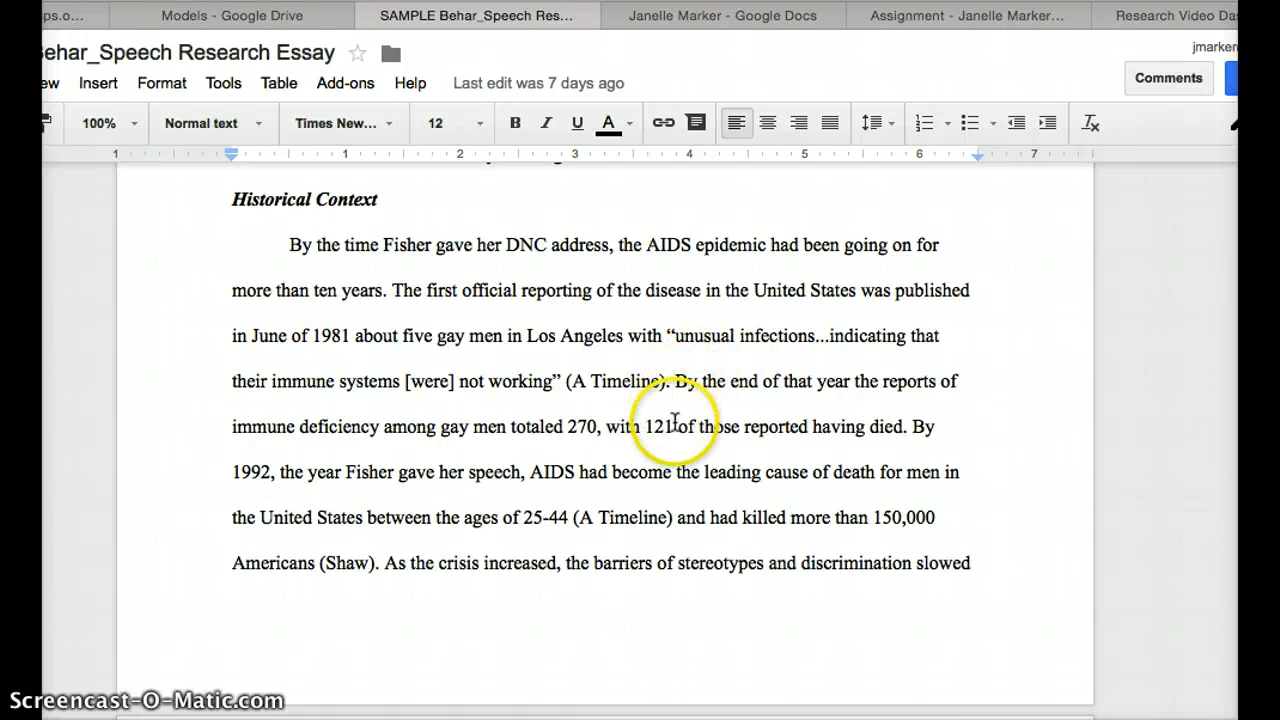 ps.o...
Models - Google Drive
SAMPLE Behar_Speech Res...
Janelle Marker - Google Docs
Assignment - Janelle Marker...
Research Video Da
Behar_Speech Research Essay
jmarker
ew Insert Format Tools Table Add-ons Help Last edit was 7 days ago
Comments
100% Normal text Times New... 12 B I U A
1 1 2 3 4 5 6 7
Historical Context
By the time Fisher gave her DNC address, the AIDS epidemic had been going on for
more than ten years. The first official reporting of the disease in the United States was published
in June of 1981 about five gay men in Los Angeles with “unusual infections...indicating that
their immune systems [were] not working” (A Timeline). By the end of that year the reports of
immune deficiency among gay men totaled 270, with 121 of those reported having died. By
1992, the year Fisher gave her speech, AIDS had become the leading cause of death for men in
the United States between the ages of 25-44 (A Timeline) and had killed more than 150,000
Americans (Shaw). As the crisis increased, the barriers of stereotypes and discrimination slowed
Screencast-O-Matic.com